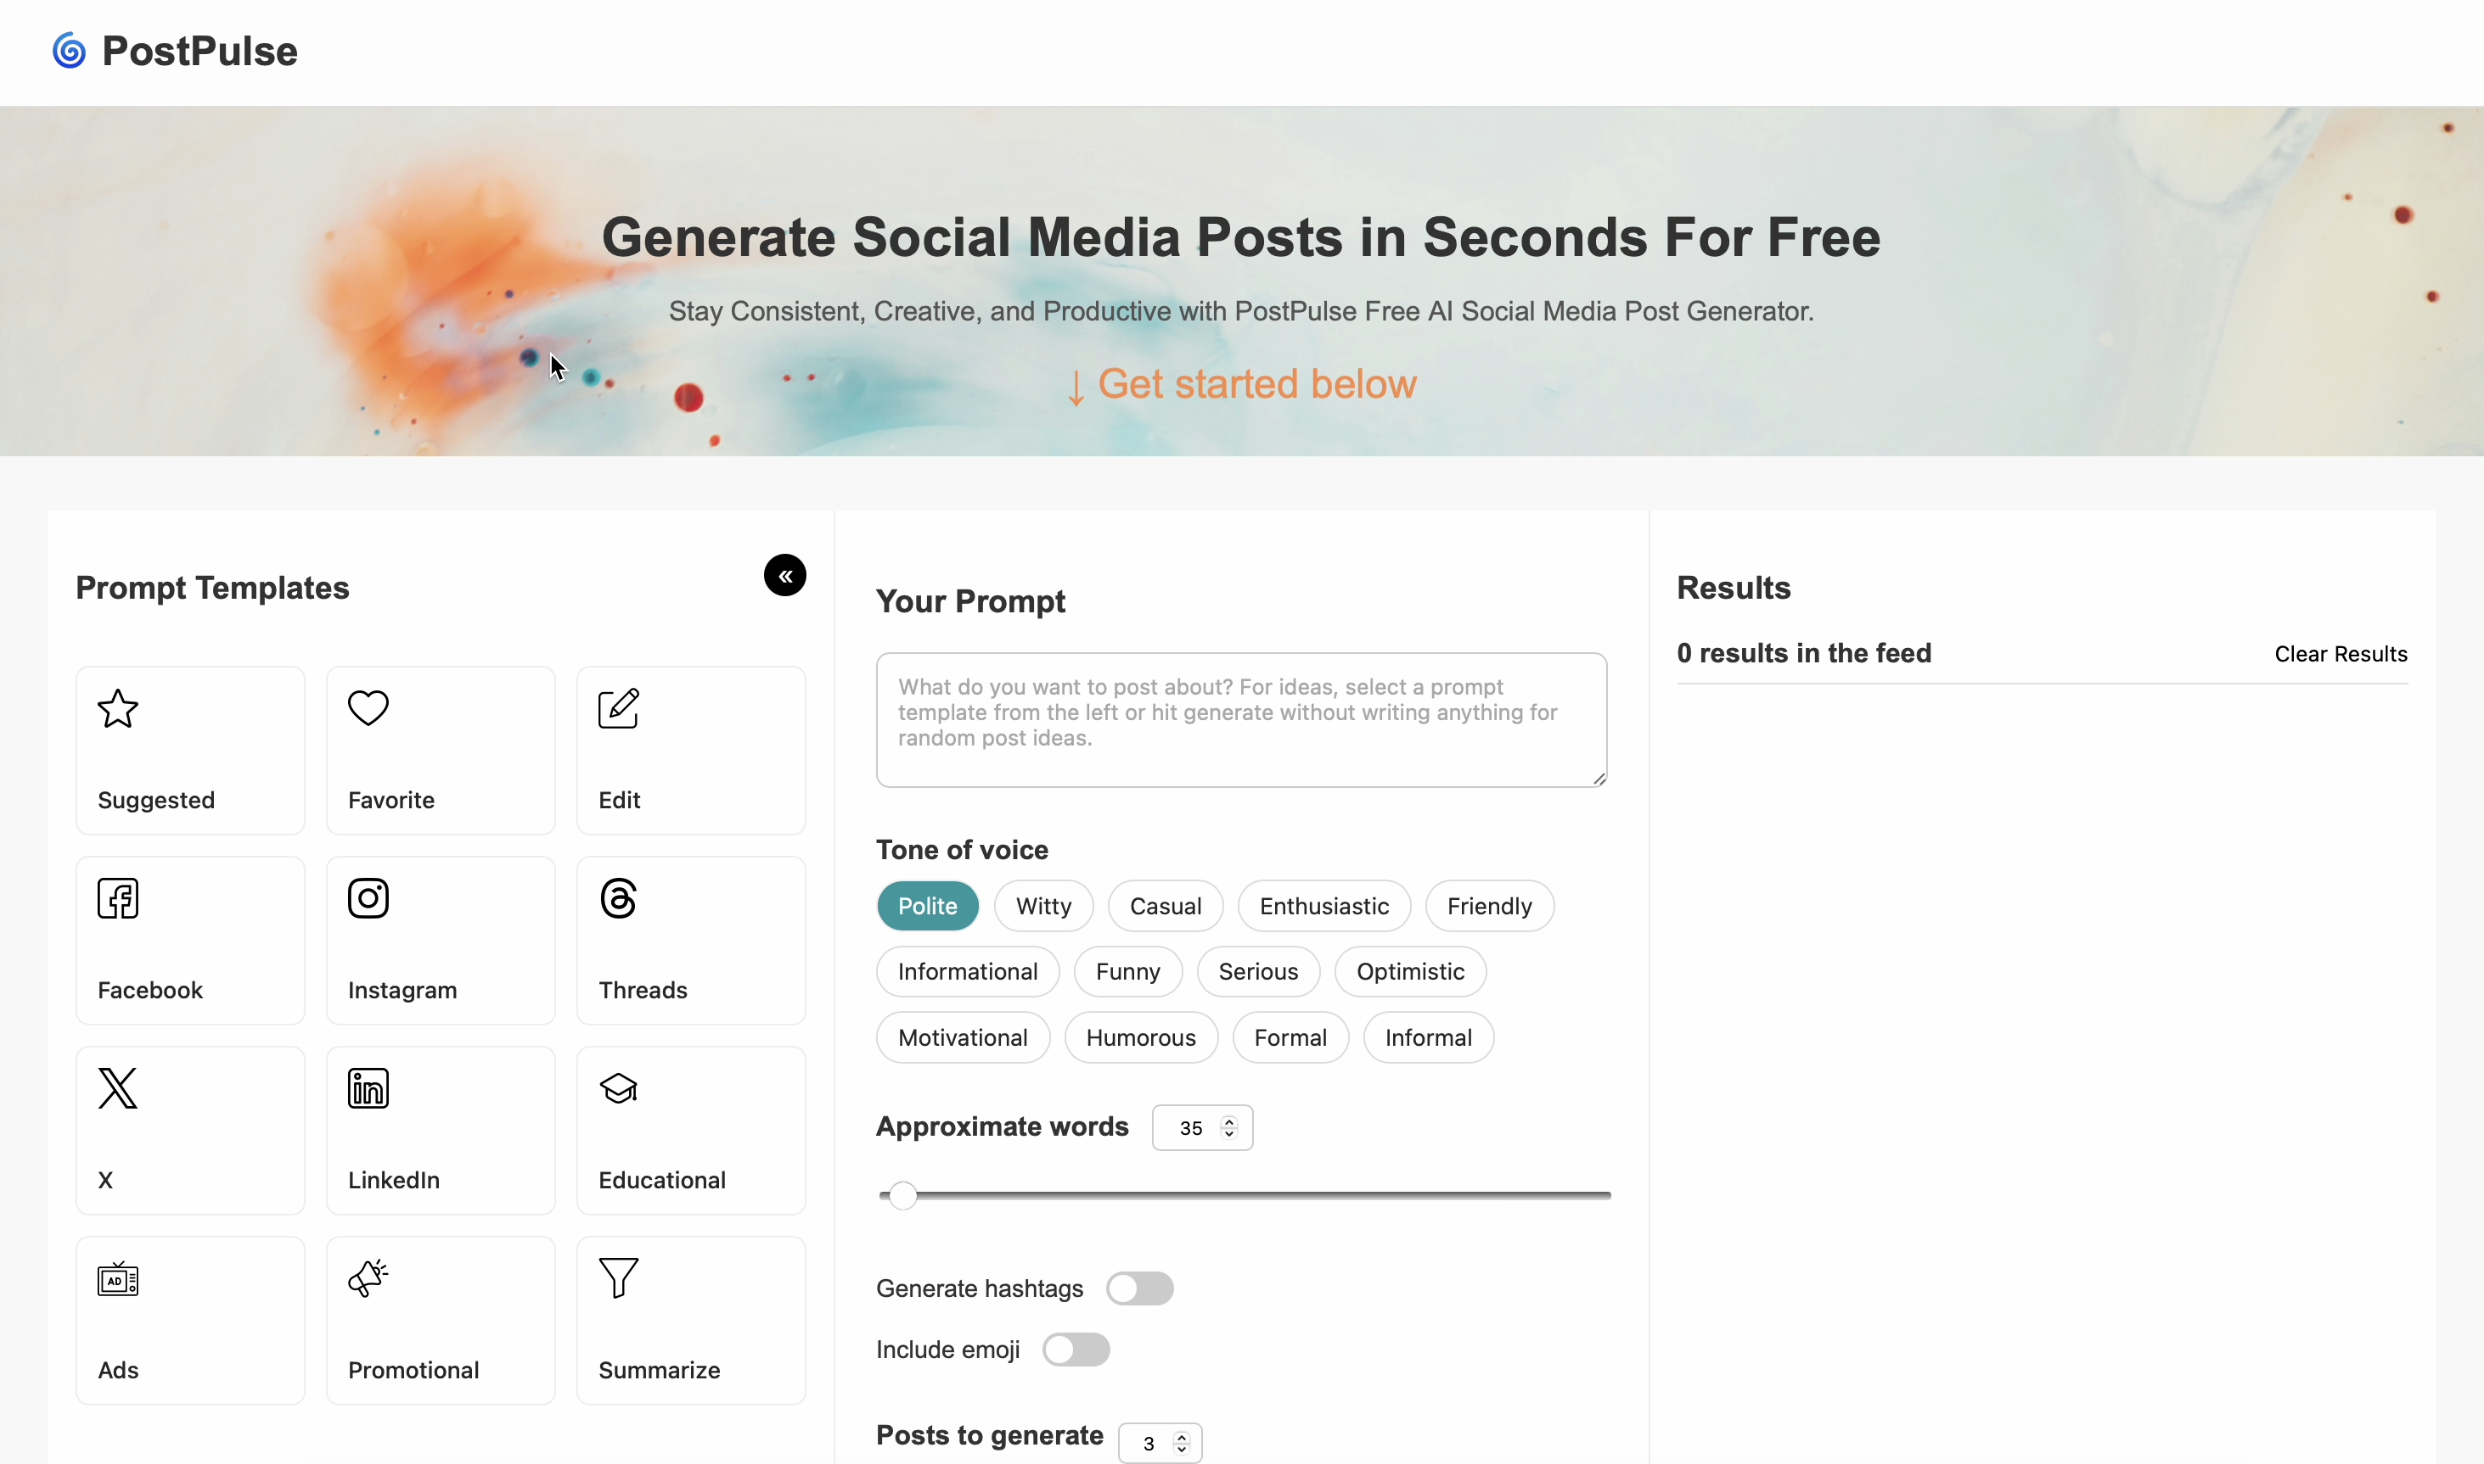 PostPulse
Generate Social Media Posts in Seconds For Free
Stay Consistent, Creative, and Productive with PostPulse Free AI Social Media Post Generator.
↓ Get started below
Prompt Templates
«
Suggested
Favorite
Edit
Facebook
Instagram
Threads
X
LinkedIn
Educational
AD
Ads
Promotional
Summarize
Your Prompt
What do you want to post about? For ideas, select a prompt
template from the left or hit generate without writing anything for
random post ideas.
Tone of voice
Polite
Witty
Casual
Enthusiastic
Friendly
Informational
Funny
Serious
Optimistic
Motivational
Humorous
Formal
Informal
Approximate words
35
Generate hashtags
Include emoji
Posts to generate
3
Results
0 results in the feed
Clear Results